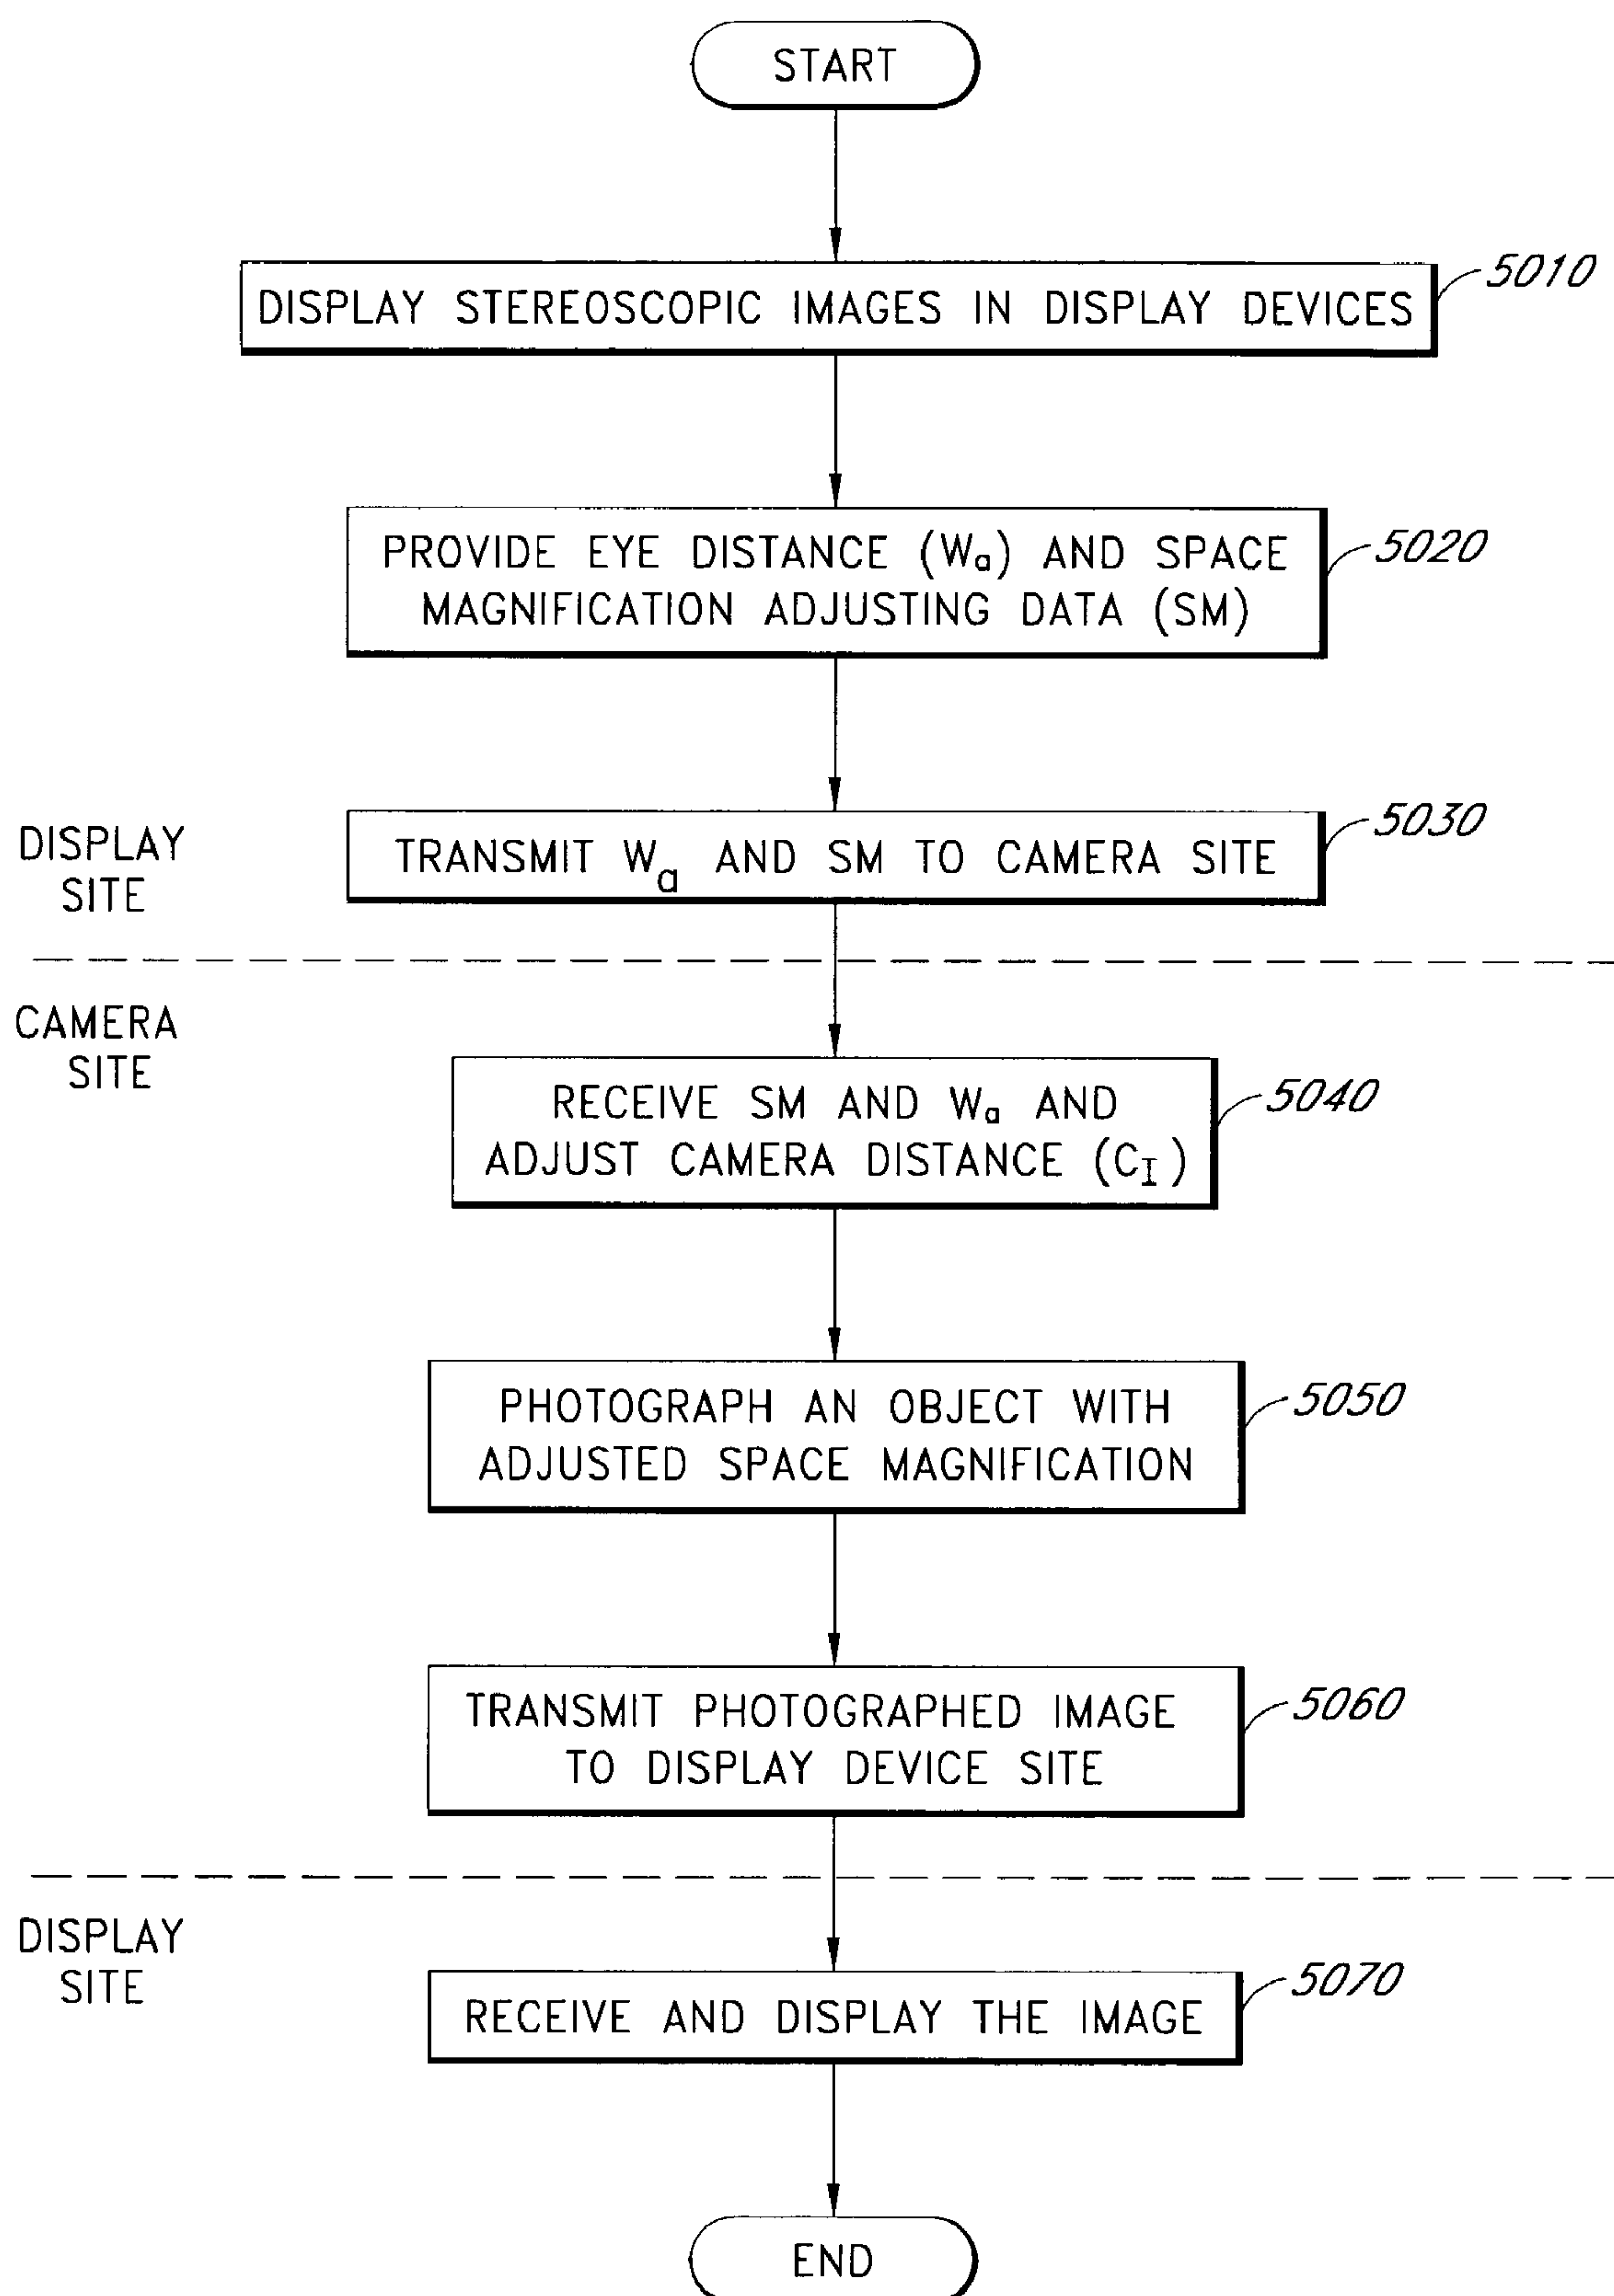 START
DISPLAY STEREOSCOPIC IMAGES IN DISPLAY DEVICES
5010
PROVIDE EYE DISTANCE (Wa) AND SPACE
MAGNIFICATION ADJUSTING DATA (SM)
5020
DISPLAY
SITE
TRANSMIT Wa AND SM TO CAMERA SITE
5030
CAMERA
SITE
RECEIVE SM AND Wa AND
ADJUST CAMERA DISTANCE (CI)
5040
PHOTOGRAPH AN OBJECT WITH
ADJUSTED SPACE MAGNIFICATION
5050
TRANSMIT PHOTOGRAPHED IMAGE
TO DISPLAY DEVICE SITE
5060
DISPLAY
SITE
RECEIVE AND DISPLAY THE IMAGE
5070
END